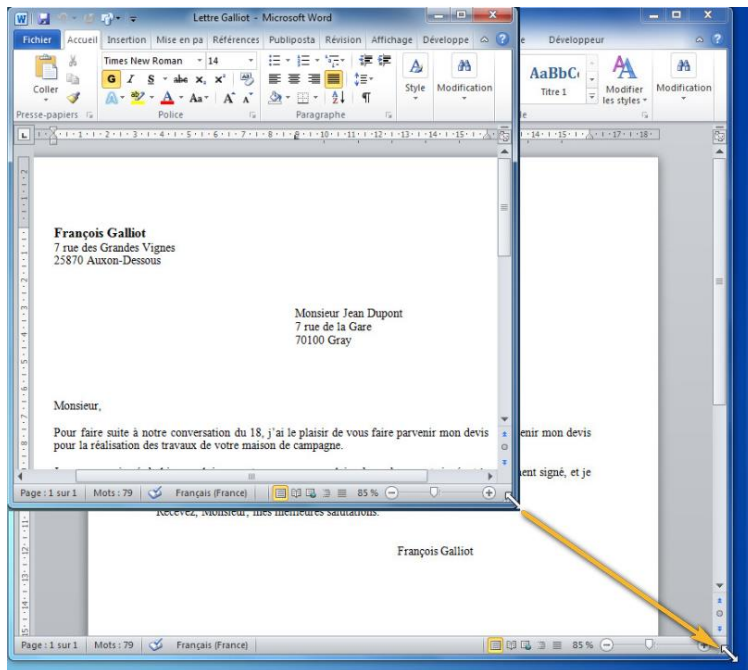 Lettre Galliot - Microsoft Word
Fichier Accueil Insertion Mise en pa Références Publiposta Révision Affichage Développe
e Développeur
Times New Roman 14
Coller
G I S abc x, x'
Aa A A
Style Modification
AaBbC
Titre 1
Modifier les styles
Modification
Presse-papiers Police Paragraphe
François Galliot
7 rue des Grandes Vignes
25870 Auxon-Dessous
Monsieur Jean Dupont
7 rue de la Gare
70100 Gray
Monsieur,
Pour faire suite à notre conversation du 18, j'ai le plaisir de vous faire parvenir mon devis
enir mon devis
pour la réalisation des travaux de votre maison de campagne.
ent signé, et je
Page : 1 sur 1 Mots : 79 Français (France) 85 %
Recevez, Monsieur, mes meilleures salutations.
François Galliot
Page : 1 sur 1 Mots : 79 Français (France) 85 %